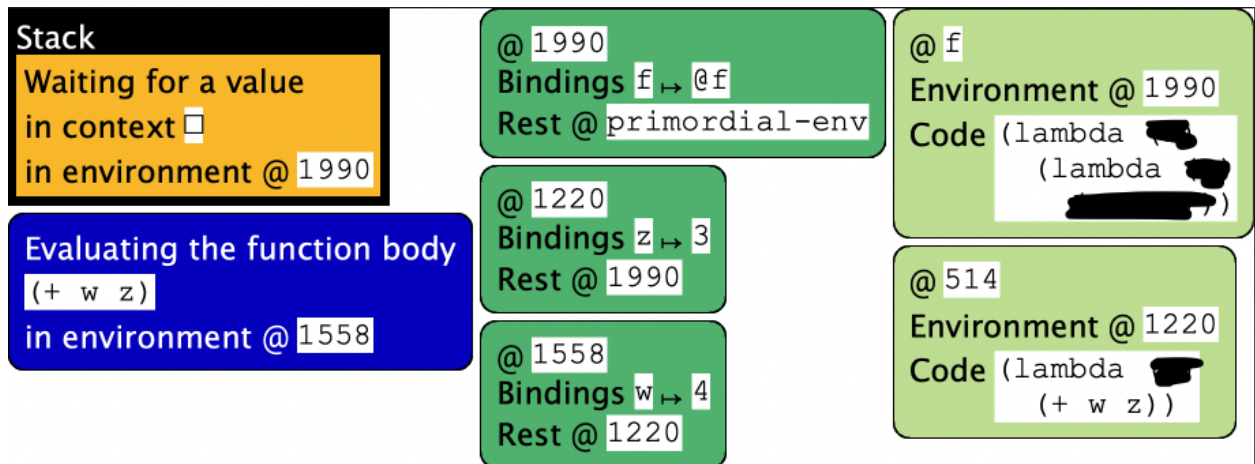 Stack
Waiting for a value
in context □
in environment @ 1990
Evaluating the function body
(+ w z)
in environment @ 1558
@ 1990
Bindings f ↦ @f
Rest @ primordial-env
@ 1220
Bindings z ↦ 3
Rest @ 1990
@ 1558
Bindings w ↦ 4
Rest @ 1220
@ f
Environment @ 1990
Code (lambda
(lambda
))
@ 514
Environment @ 1220
Code (lambda
(+ w z))